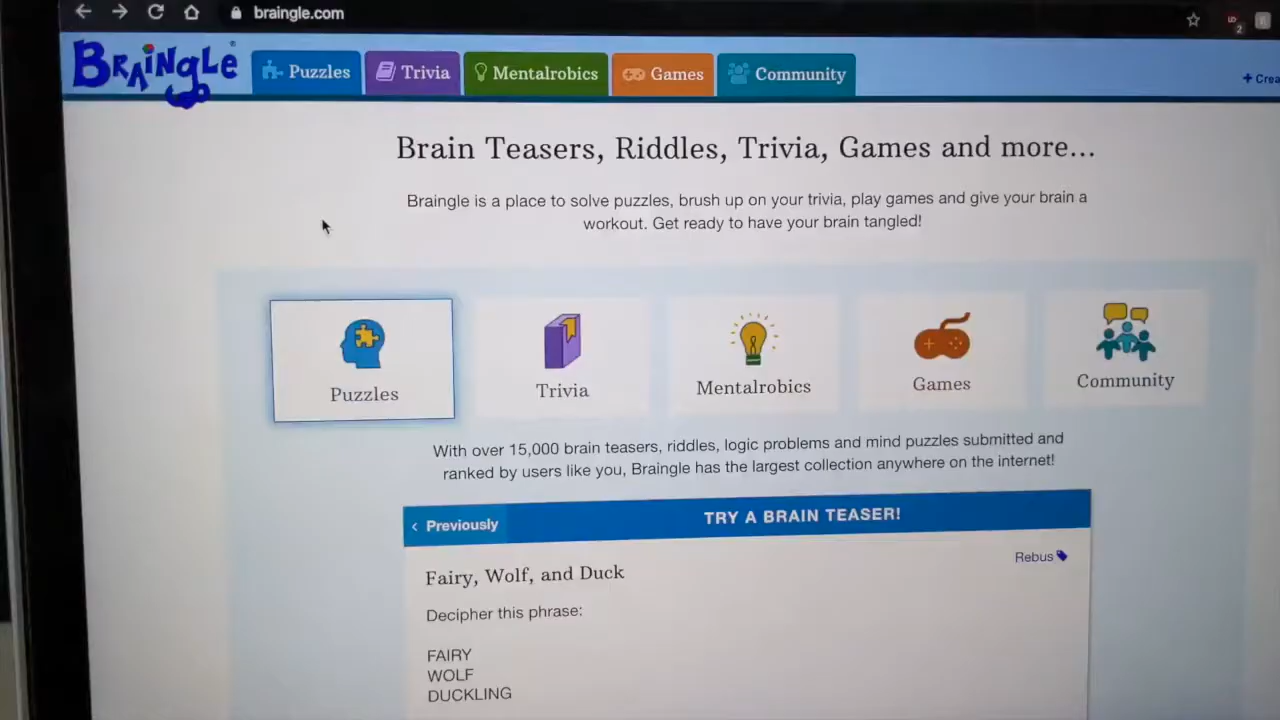 braingle.com
2
BRAINGLE
Puzzles
Trivia
Mentalrobics
Games
Community
+ Crea
Brain Teasers, Riddles, Trivia, Games and more...
Braingle is a place to solve puzzles, brush up on your trivia, play games and give your brain a
workout. Get ready to have your brain tangled!
Puzzles
Trivia
Mentalrobics
Games
Community
With over 15,000 brain teasers, riddles, logic problems and mind puzzles submitted and
ranked by users like you, Braingle has the largest collection anywhere on the internet!
‹ Previously
TRY A BRAIN TEASER!
Rebus
Fairy, Wolf, and Duck
Decipher this phrase:
FAIRY
WOLF
DUCKLING